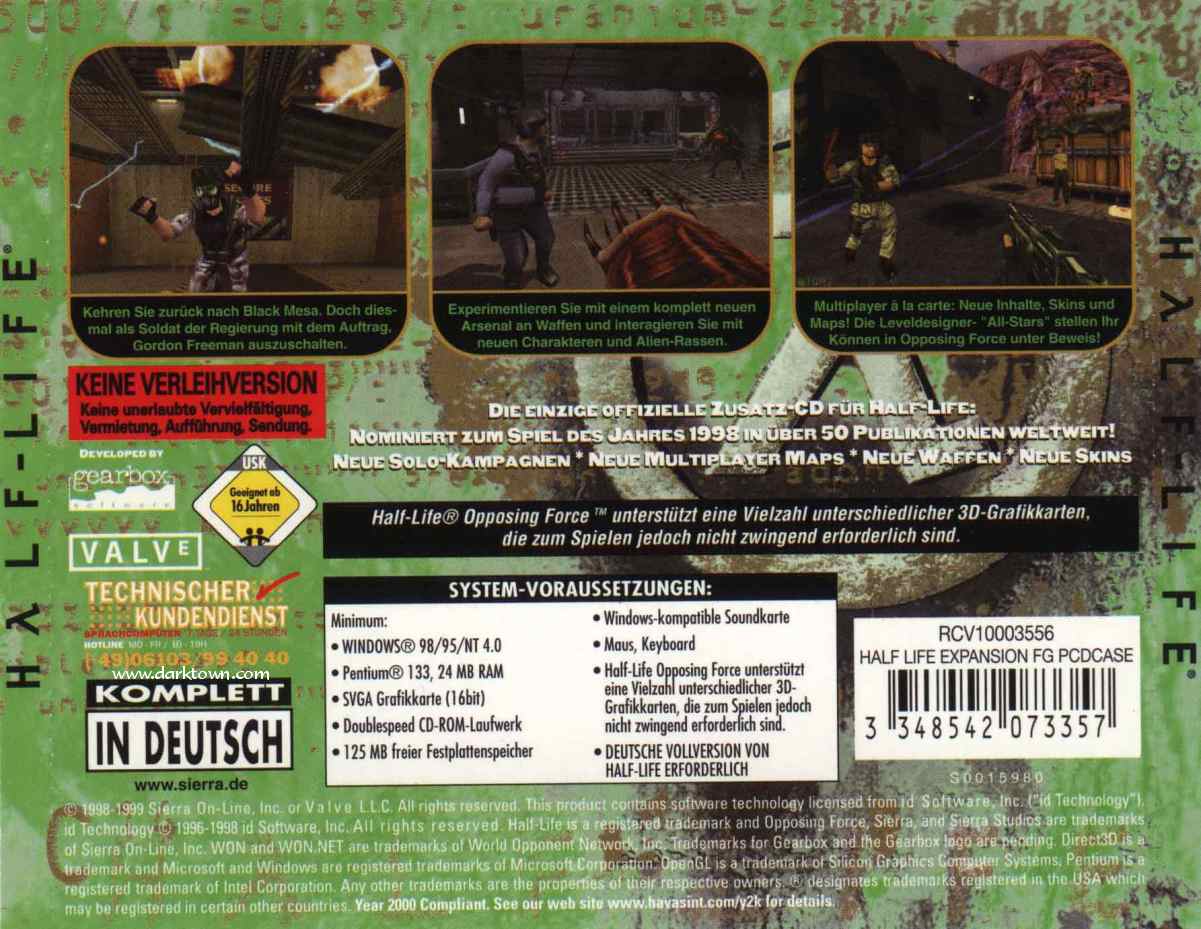 Kehren Sie zurück nach Black Mesa. Doch dies-
mal als Soldat der Regierung mit dem Auftrag,
Gordon Freeman auszuschalten.
Experimentieren Sie mit einem komplett neuen
Arsenal an Waffen und interagieren Sie mit
neuen Charakteren und Alien-Rassen.
Multiplayer à la carte: Neue Inhalte, Skins und
Maps! Die Leveldesigner- "All-Stars" stellen Ihr
Können in Opposing Force unter Beweis!
HλLF-LIFE®
HλLF-LIFE®
KEINE VERLEIHVERSION
Keine unerlaubte Vervielfältigung,
Vermietung, Aufführung, Sendung.
DIE EINZIGE OFFIZIELLE ZUSATZ-CD FÜR HALF-LIFE:
NOMINIERT ZUM SPIEL DES JAHRES 1998 IN ÜBER 50 PUBLIKATIONEN WELTWEIT!
NEUE SOLO-KAMPAGNEN * NEUE MULTIPLAYER MAPS * NEUE WAFFEN * NEUE SKINS
DEVELOPED BY
gearbox
software
USK
Geeignet ab
16 Jahren
Half-Life® Opposing Force ™ unterstützt eine Vielzahl unterschiedlicher 3D-Grafikkarten,
die zum Spielen jedoch nicht zwingend erforderlich sind.
VALVE
TECHNISCHER
KUNDENDIENST
SPRACHCOMPUTER 7 TAGE / 24 STUNDEN
HOTLINE MO - FR / 10 - 19H
(+49)06103/99 40 40
www.darktown.com
KOMPLETT
IN DEUTSCH
www.sierra.de
SYSTEM-VORAUSSETZUNGEN:
Minimum:
• WINDOWS® 98/95/NT 4.0
• Pentium® 133, 24 MB RAM
• SVGA Grafikkarte (16bit)
• Doublespeed CD-ROM-Laufwerk
• 125 MB freier Festplattenspeicher
• Windows-kompatible Soundkarte
• Maus, Keyboard
• Half-Life Opposing Force unterstützt
eine Vielzahl unterschiedlicher 3D-
Grafikkarten, die zum Spielen jedoch
nicht zwingend erforderlich sind.
• DEUTSCHE VOLLVERSION VON
HALF-LIFE ERFORDERLICH
RCV10003556
HALF LIFE EXPANSION FG PCDCASE
3 348542 073357
S0015980
© 1998-1999 Sierra On-Line, Inc. or Valve L.L.C. All rights reserved. This product contains software technology licensed from id Software, Inc. ("id Technology").
id Technology © 1996-1998 id Software, Inc. All rights reserved. Half-Life is a registered trademark and Opposing Force, Sierra, and Sierra Studios are trademarks
of Sierra On-Line, Inc. WON and WON.NET are trademarks of World Opponent Network, Inc. Trademarks for Gearbox and the Gearbox logo are pending. Direct3D is a
trademark and Microsoft and Windows are registered trademarks of Microsoft Corporation. OpenGL is a trademark of Silicon Graphics Computer Systems. Pentium is a
registered trademark of Intel Corporation. Any other trademarks are the properties of their respective owners. ® designates trademarks registered in the USA which
may be registered in certain other countries. Year 2000 Compliant. See our web site www.havasint.com/y2k for details.